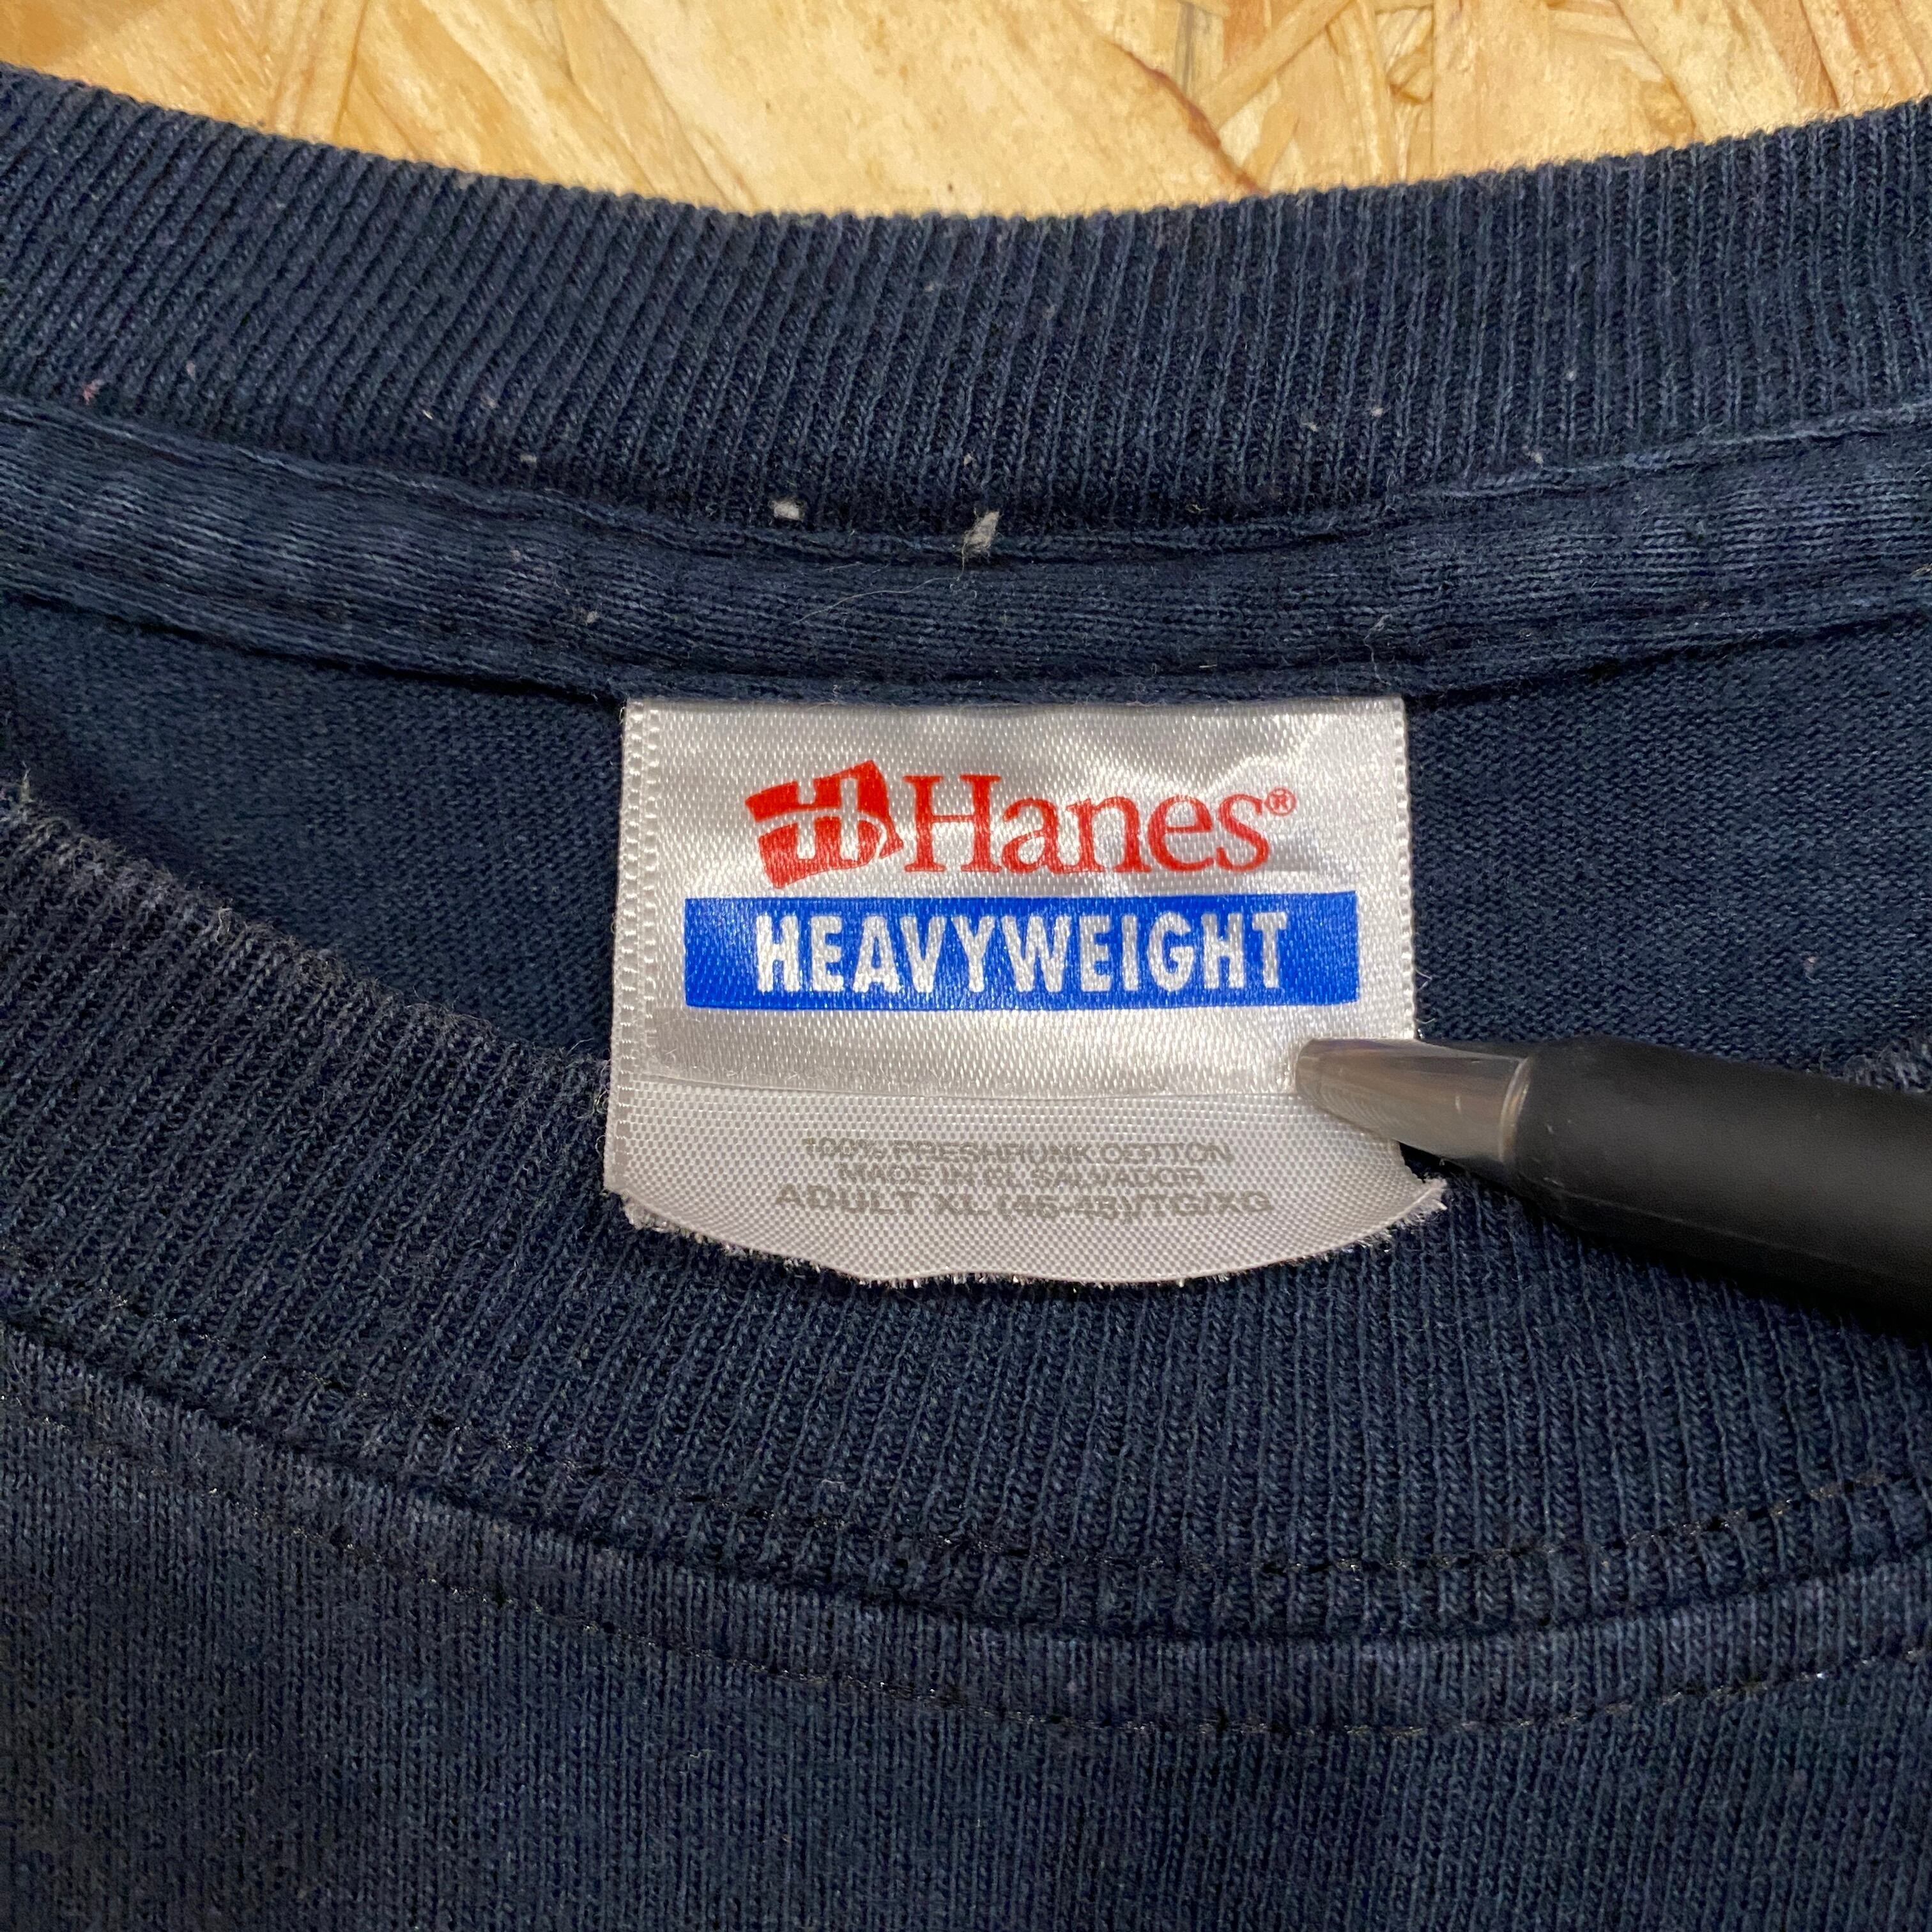 Hanes®
HEAVYWEIGHT
100% PRESHRUNK COTTON
MADE IN EL SALVADOR
ADULT XL (46-48)/TG/XG